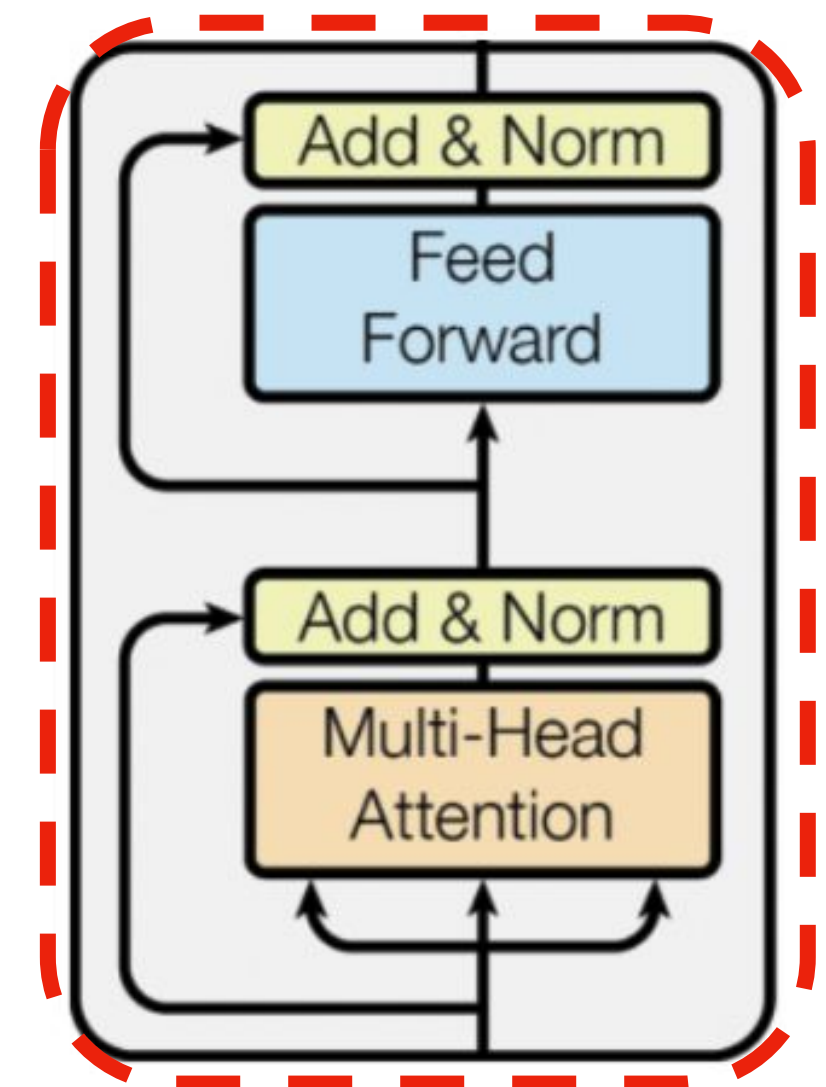 Add & Norm
Feed
Forward
Add & Norm
Multi-Head
Attention